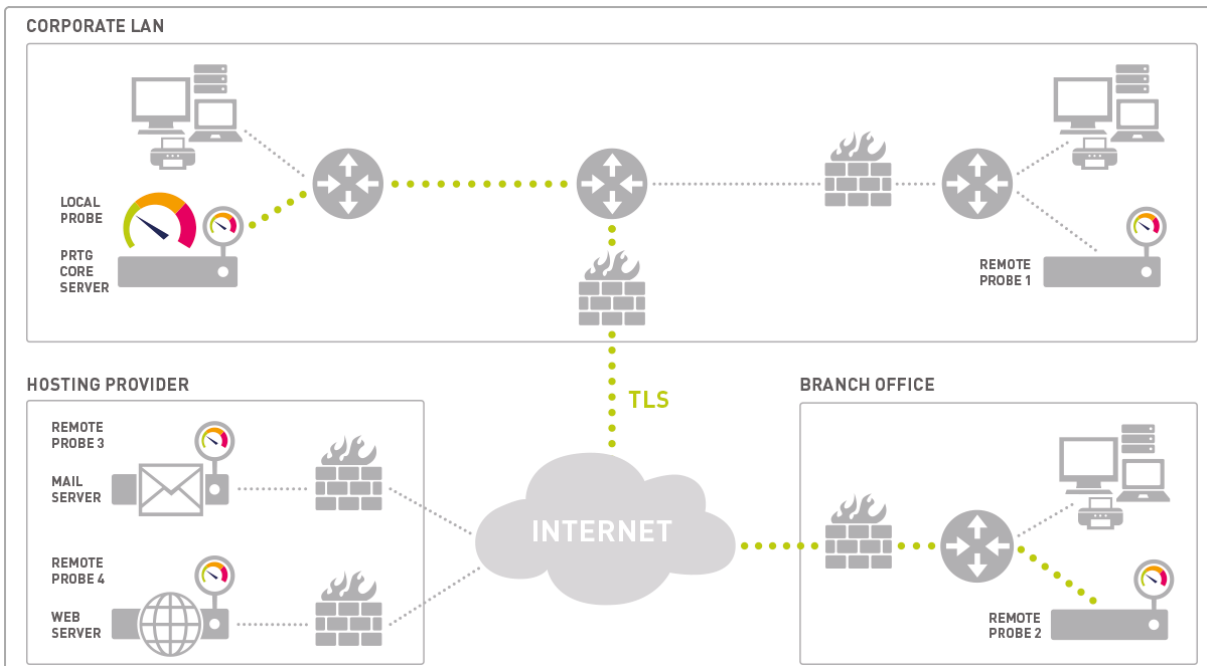 CORPORATE LAN
LOCAL
PROBE
PRTG
CORE
SERVER
REMOTE
PROBE 1
HOSTING PROVIDER
REMOTE
PROBE 3
MAIL
SERVER
REMOTE
PROBE 4
WEB
SERVER
TLS
INTERNET
BRANCH OFFICE
REMOTE
PROBE 2